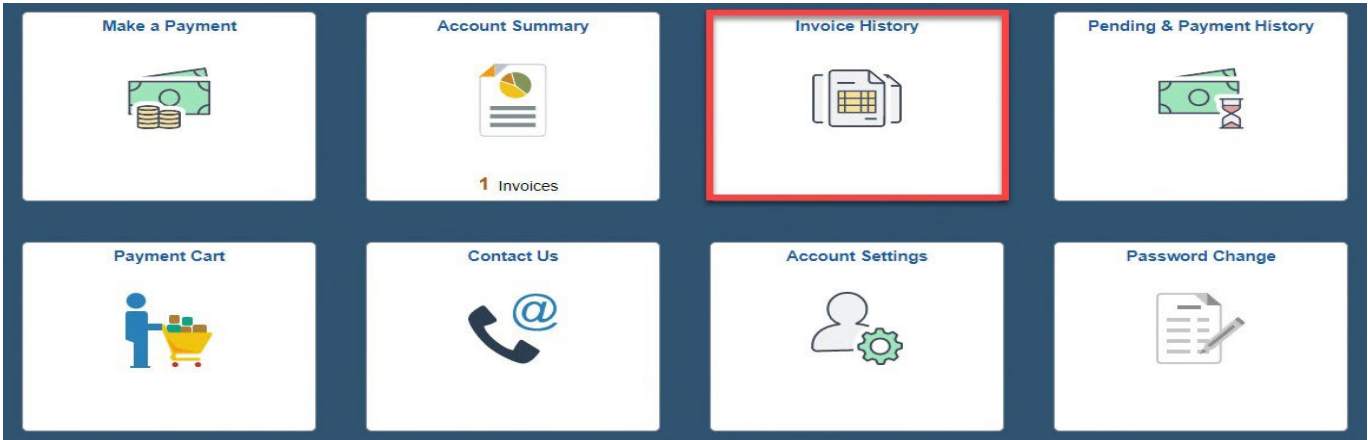 Make a Payment
Account Summary
Invoice History
Pending & Payment History
1 Invoices
Payment Cart
Contact Us
@
Account Settings
Password Change